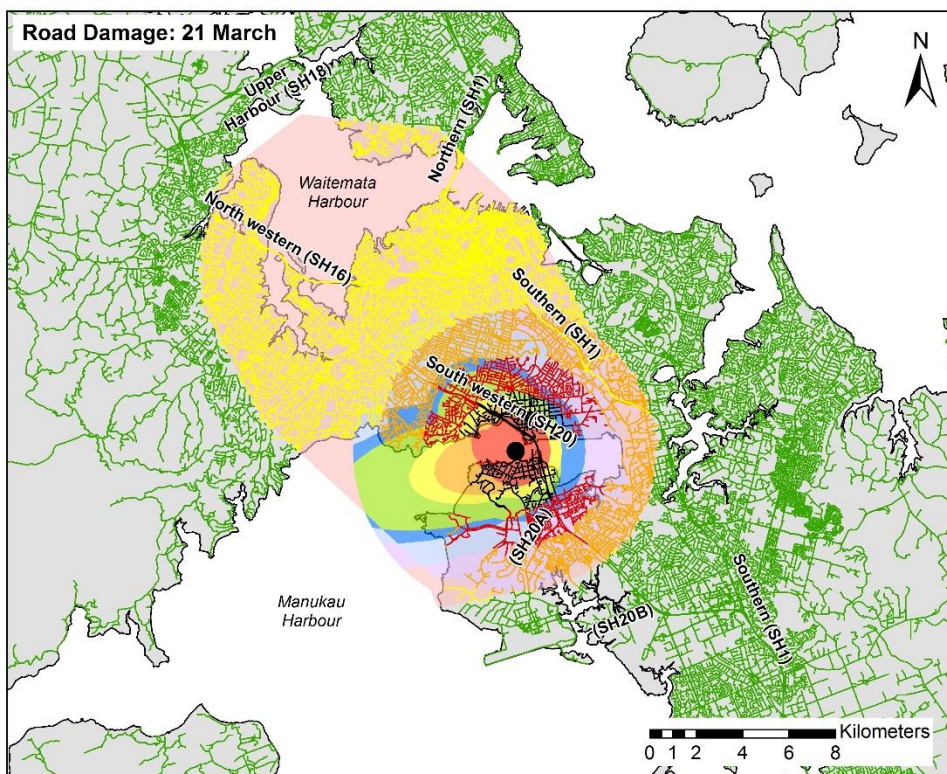 Road Damage: 21 March
N
Upper
Harbour (SH18)
Northern (SH1)
Waitemata
Harbour
North western (SH16)
Southern (SH1)
South western (SH20)
(SH20A)
Manukau
Harbour
(SH20B)
Southern (SH1)
Kilometers
0 1 2 4 6 8